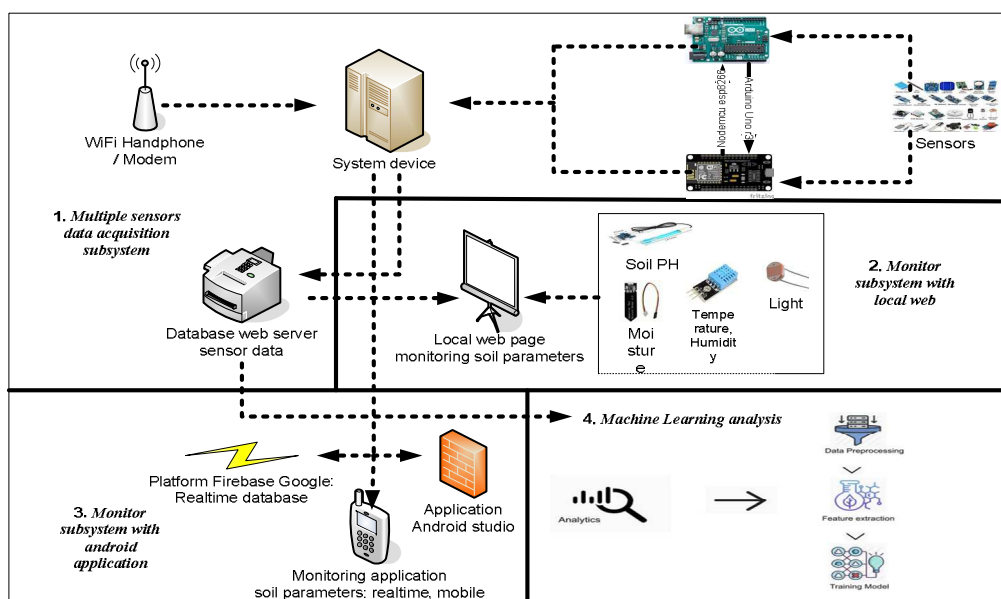 WiFi Handphone
/ Modem
System device
Nodemcu esp8266
Arduino Uno r3
Sensors
fritzing
1. Multiple sensors
data acquisition
subsystem
Database web server
sensor data
Local web page
monitoring soil parameters
Soil PH
Moi
stur
e
Tempe
rature,
Humidit
y
Light
2. Monitor
subsystem with
local web
Platform Firebase Google:
Realtime database
Application
Android studio
3. Monitor
subsystem with
android
application
Monitoring application
soil parameters; realtime, mobile
4. Machine Learning analysis
Analytics
Data Preprocessing
Feature extraction
Training Model